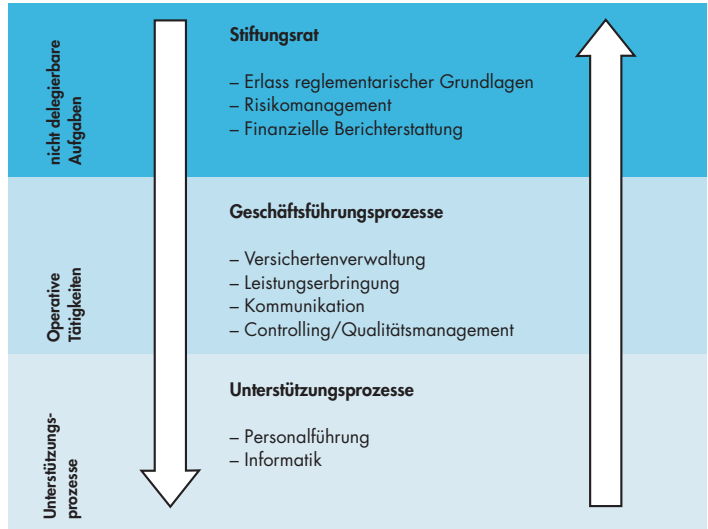 nicht delegierbare
Aufgaben
Stiftungsrat
– Erlass reglementarischer Grundlagen
– Risikomanagement
– Finanzielle Berichterstattung
Operative
Tätigkeiten
Geschäftsführungsprozesse
– Versichertenverwaltung
– Leistungserbringung
– Kommunikation
– Controlling/Qualitätsmanagement
Unterstützungs-
prozesse
Unterstützungsprozesse
– Personalführung
– Informatik